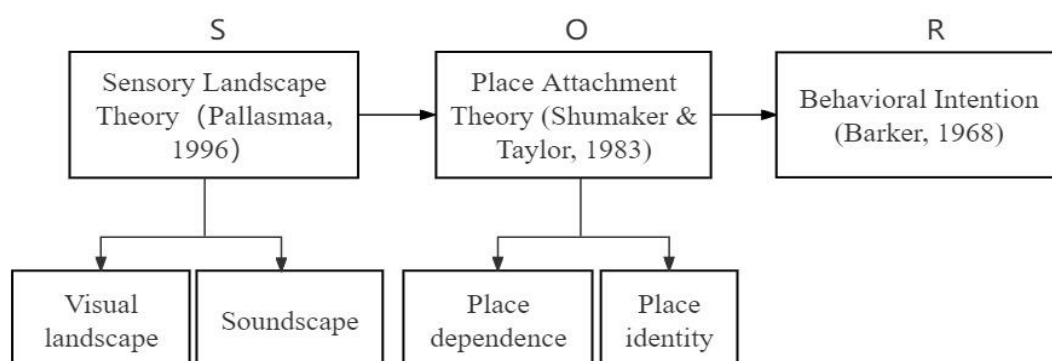 S
O
R
Sensory Landscape
Theory（Pallasmaa,
1996）
Place Attachment
Theory (Shumaker &
Taylor, 1983)
Behavioral Intention
(Barker, 1968)
Visual
landscape
Soundscape
Place
dependence
Place
identity